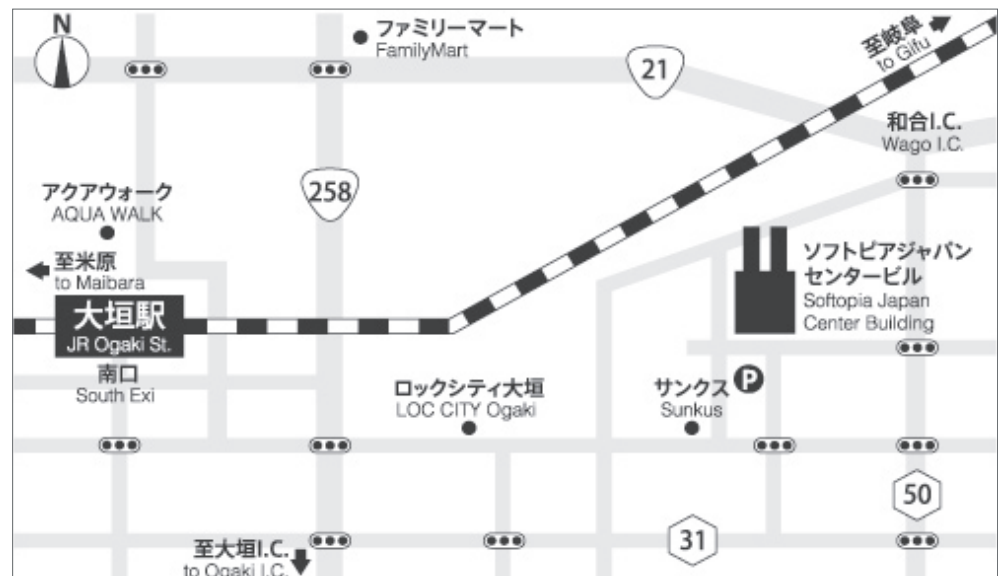 N
ファミリーマート
FamilyMart
至岐阜
to Gifu
21
和合I.C.
Wago I.C.
258
アクアウォーク
AQUA WALK
至米原
to Maibara
ソフトピアジャパン
センタービル
Softopia Japan
Center Building
大垣駅
JR Ogaki St.
南口
South Exi
ロックシティ大垣
LOC CITY Ogaki
サンクス
Sunkus
P
50
31
至大垣I.C.
to Ogaki I.C.